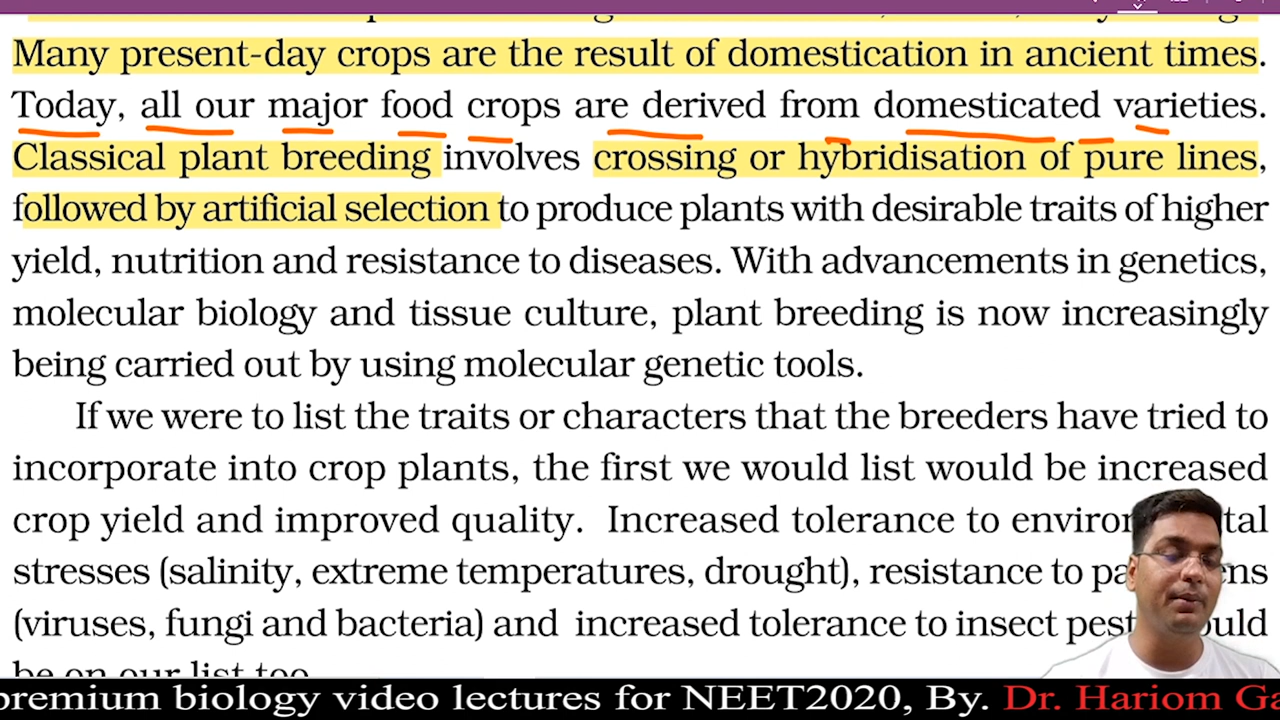 Many present-day crops are the result of domestication in ancient times.
Today, all our major food crops are derived from domesticated varieties.
Classical plant breeding involves crossing or hybridisation of pure lines,
followed by artificial selection to produce plants with desirable traits of higher
yield, nutrition and resistance to diseases. With advancements in genetics,
molecular biology and tissue culture, plant breeding is now increasingly
being carried out by using molecular genetic tools.
If we were to list the traits or characters that the breeders have tried to
incorporate into crop plants, the first we would list would be increased
crop yield and improved quality. Increased tolerance to
stresses (salinity, extreme temperatures, drought), resistance to
(viruses, fungi and bacteria) and increased tolerance to insect
be on our list too
premium biology video lectures for NEET2020, By. Dr. Hariom